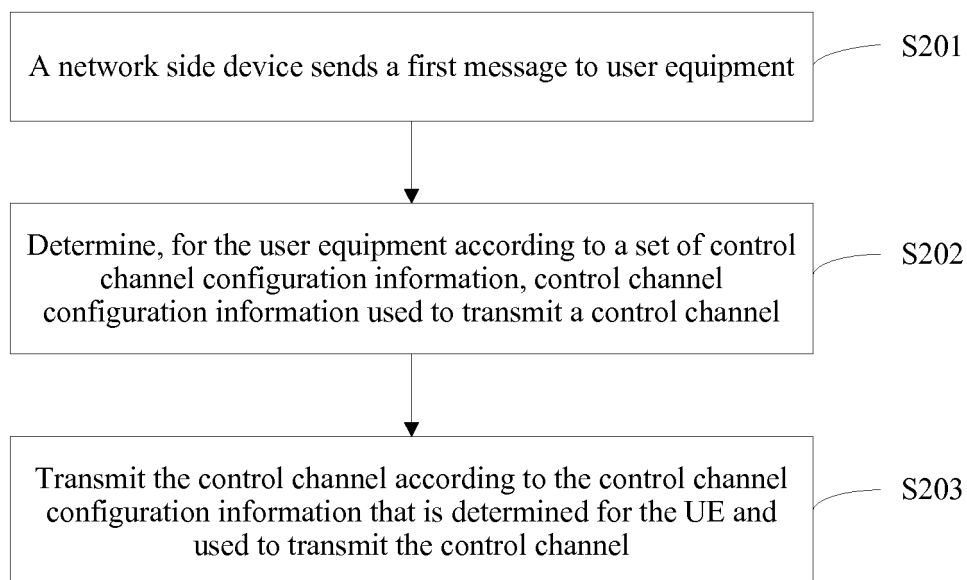 A network side device sends a first message to user equipment
S201
Determine, for the user equipment according to a set of control
channel configuration information, control channel
configuration information used to transmit a control channel
S202
Transmit the control channel according to the control channel
configuration information that is determined for the UE and
used to transmit the control channel
S203